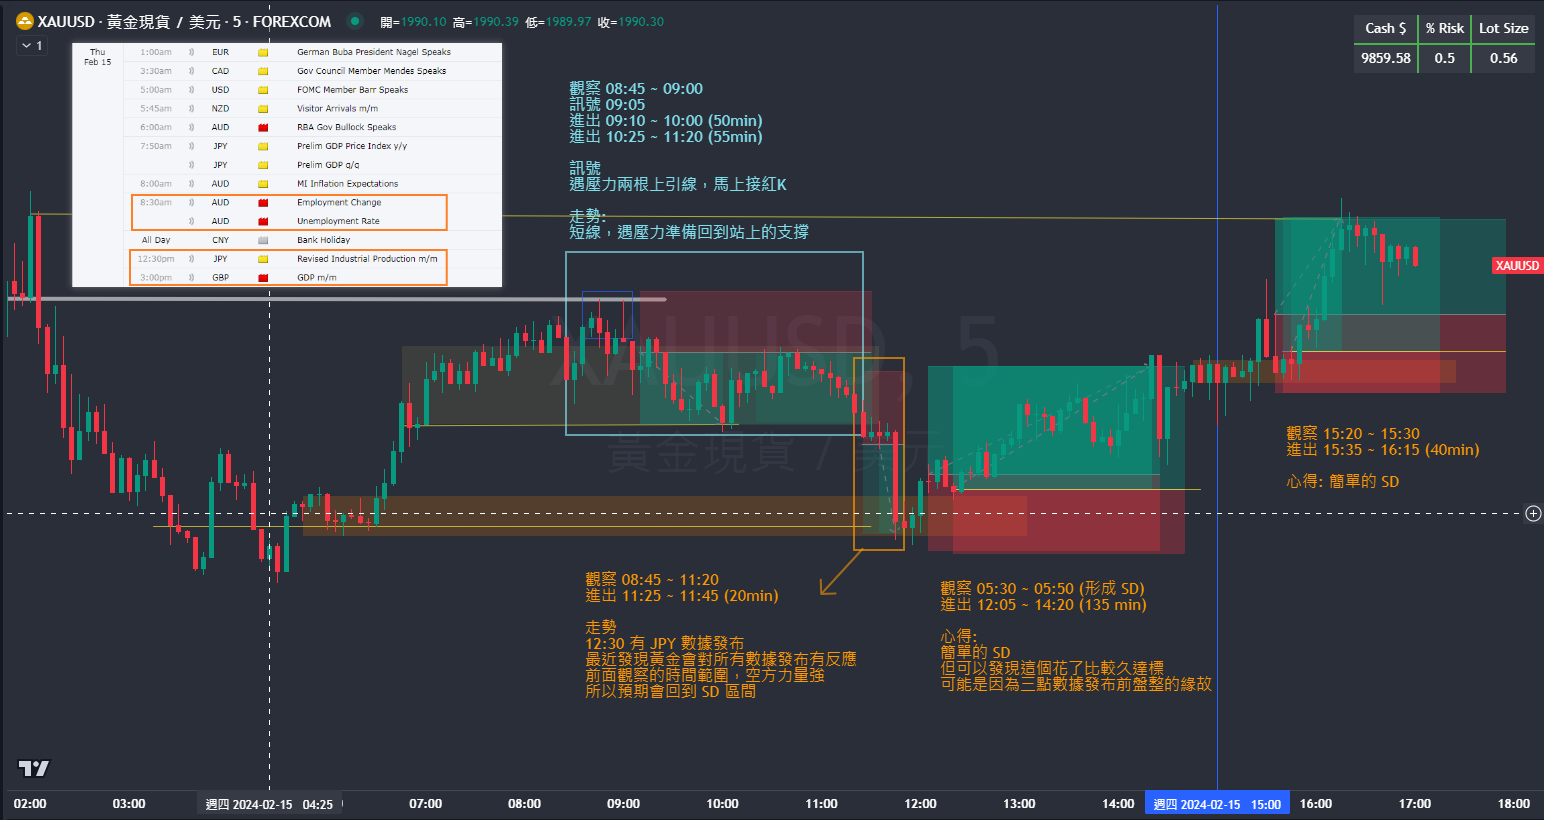 XAUUSD · 黃金現貨 / 美元 · 5 · FOREXCOM 開=1990.10 高=1990.39 低=1989.97 收=1990.30
1
Cash $ % Risk Lot Size
9859.58 0.5 0.56
Thu
Feb 15
1:00am EUR German Buba President Nagel Speaks
3:30am CAD Gov Council Member Mendes Speaks
5:00am USD FOMC Member Barr Speaks
5:45am NZD Visitor Arrivals m/m
6:00am AUD RBA Gov Bullock Speaks
7:50am JPY Prelim GDP Price Index y/y
JPY Prelim GDP q/q
8:00am AUD MI Inflation Expectations
8:30am AUD Employment Change
AUD Unemployment Rate
All Day CNY Bank Holiday
12:30pm JPY Revised Industrial Production m/m
3:00pm GBP GDP m/m
觀察 08:45 ~ 09:00
訊號 09:05
進出 09:10 ~ 10:00 (50min)
進出 10:25 ~ 11:20 (55min)
訊號
遇壓力兩根上引線，馬上接紅K
走勢:
短線，遇壓力準備回到站上的支撐
XAUUSD
XAUUSD, 5
黃金現貨 / 美元
觀察 15:20 ~ 15:30
進出 15:35 ~ 16:15 (40min)
心得: 簡單的 SD
觀察 08:45 ~ 11:20
進出 11:25 ~ 11:45 (20min)
走勢
12:30 有 JPY 數據發布
最近發現黃金會對所有數據發布有反應
前面觀察的時間範圍，空方力量強
所以預期會回到 SD 區間
觀察 05:30 ~ 05:50 (形成 SD)
進出 12:05 ~ 14:20 (135 min)
心得:
簡單的 SD
但可以發現這個花了比較久達標
可能是因為三點數據發布前盤整的緣故
02:00 03:00 週四 2024-02-15 04:25 07:00 08:00 09:00 10:00 11:00 12:00 13:00 14:00 週四 2024-02-15 15:00 16:00 17:00 18:00